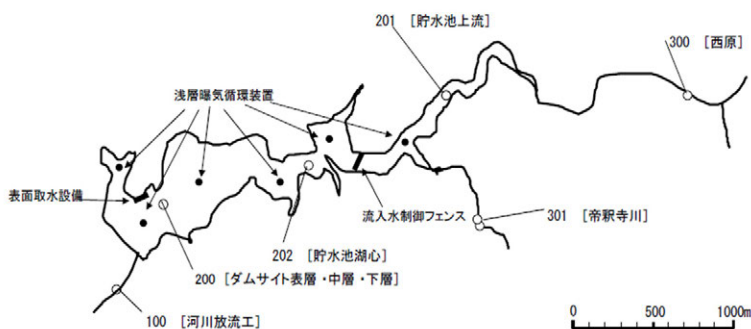 201 [貯水池上流]
300 [西原]
浅層曝気循環装置
表面取水設備
流入水制御フェンス
301 [帝釈寺川]
202 [貯水池湖心]
200 [ダムサイト表層・中層・下層]
100 [河川放流工]
0 500 1000m